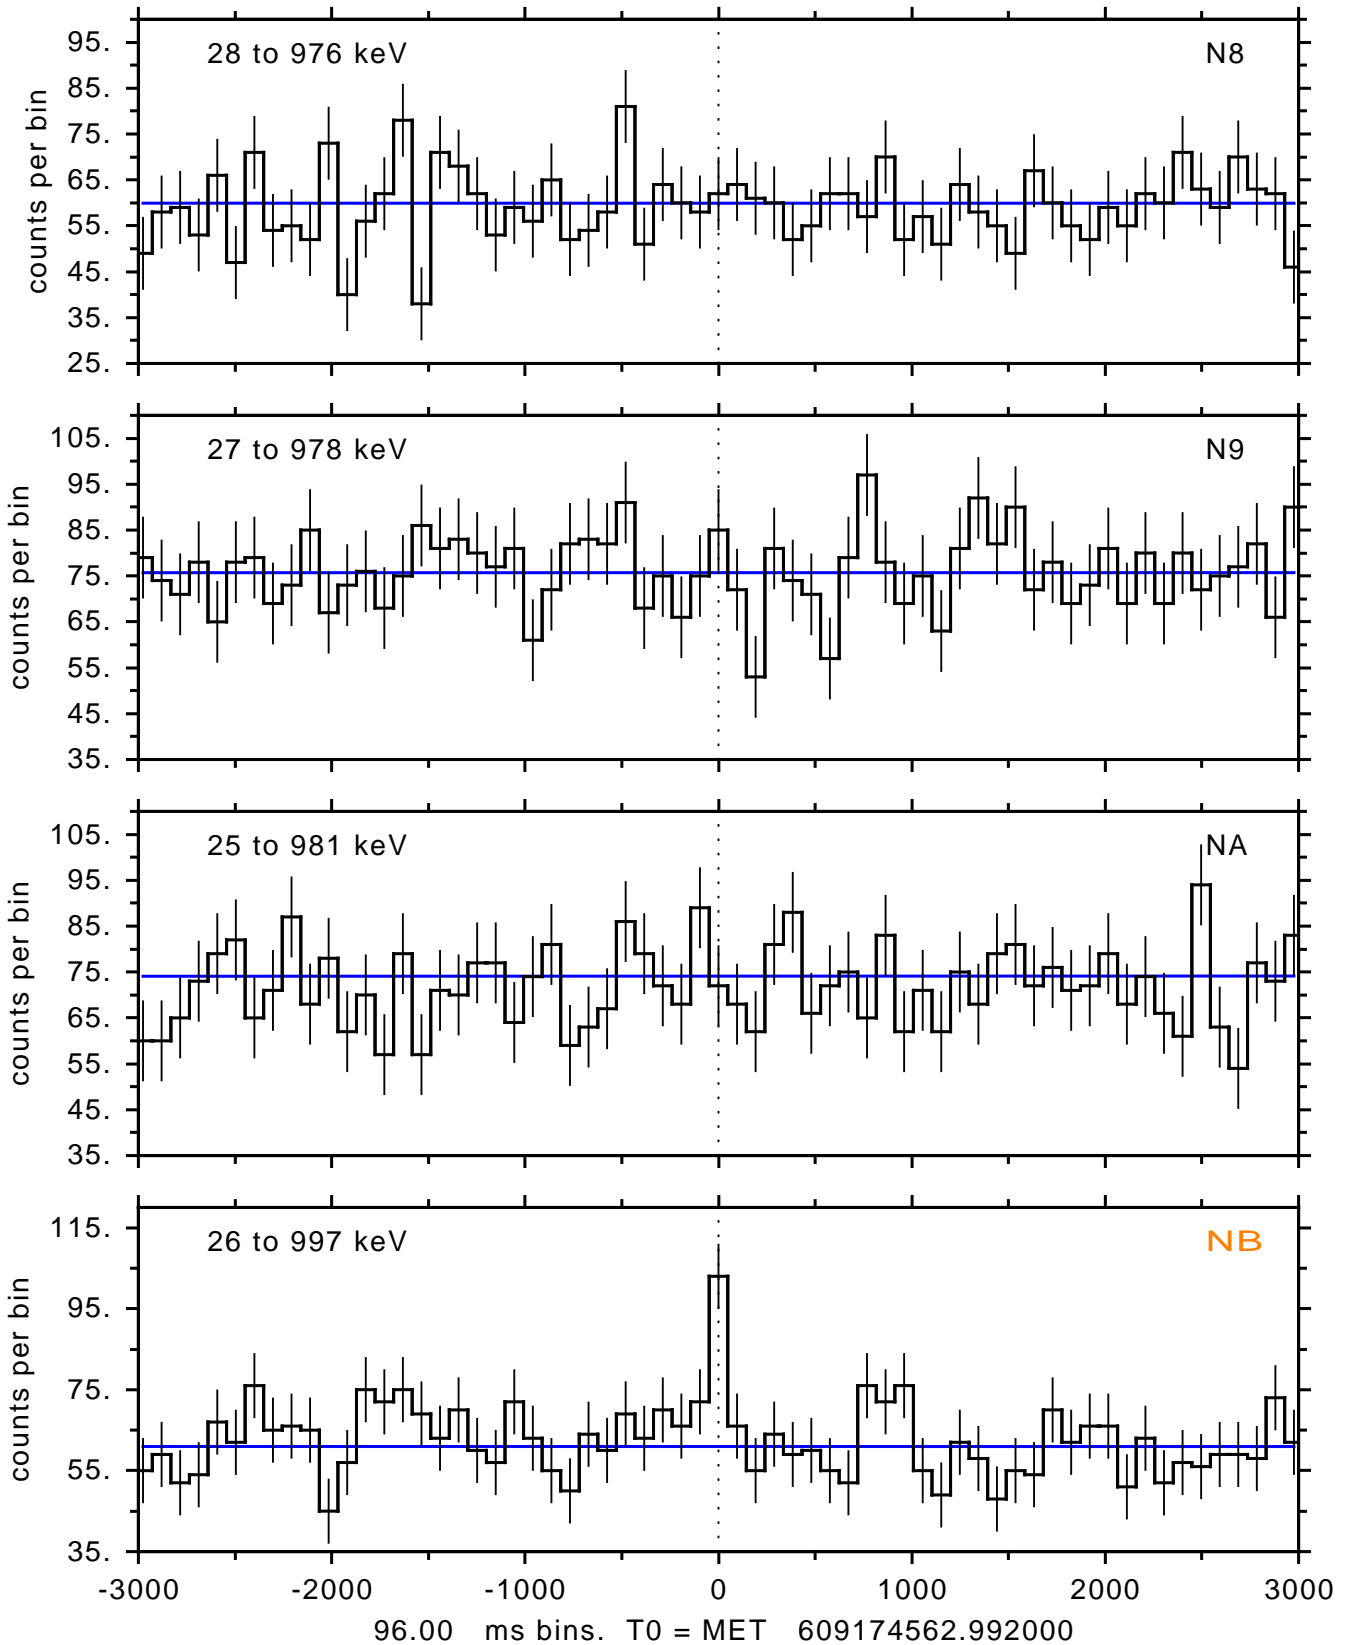 28 to 976 keV N8
95.
85.
75.
65.
55.
45.
35.
25.
counts per bin
27 to 978 keV N9
105.
95.
85.
75.
65.
55.
45.
35.
counts per bin
25 to 981 keV NA
105.
95.
85.
75.
65.
55.
45.
35.
counts per bin
26 to 997 keV NB
115.
95.
75.
55.
35.
counts per bin
-3000 -2000 -1000 0 1000 2000 3000
96.00 ms bins. T0 = MET 609174562.992000